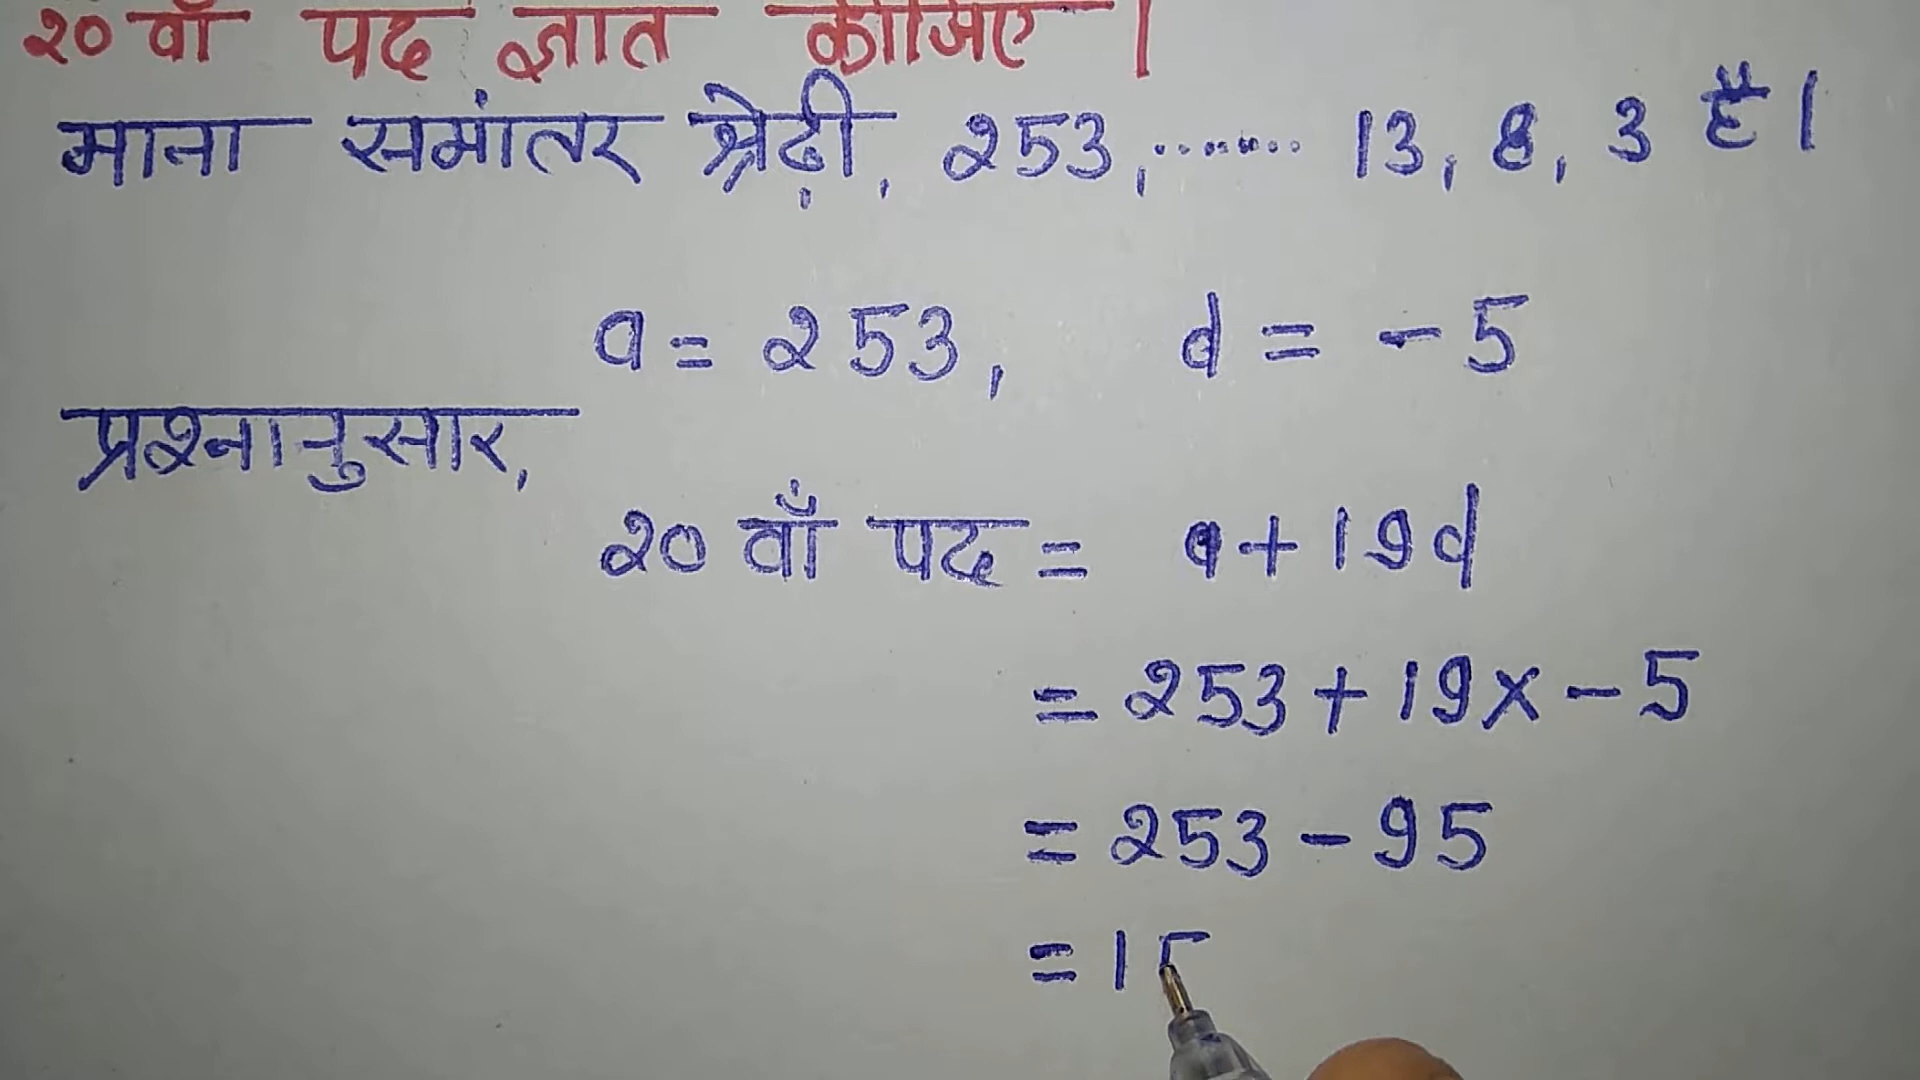 20 वाँ पद ज्ञात कीजिए।
माना समांतर श्रेढ़ी, 253, ........ 13, 8, 3 है।
a = 253, d = - 5
प्रश्नानुसार,
20 वाँ पद = a + 19d
= 253 + 19 x - 5
= 253 - 95
= 15